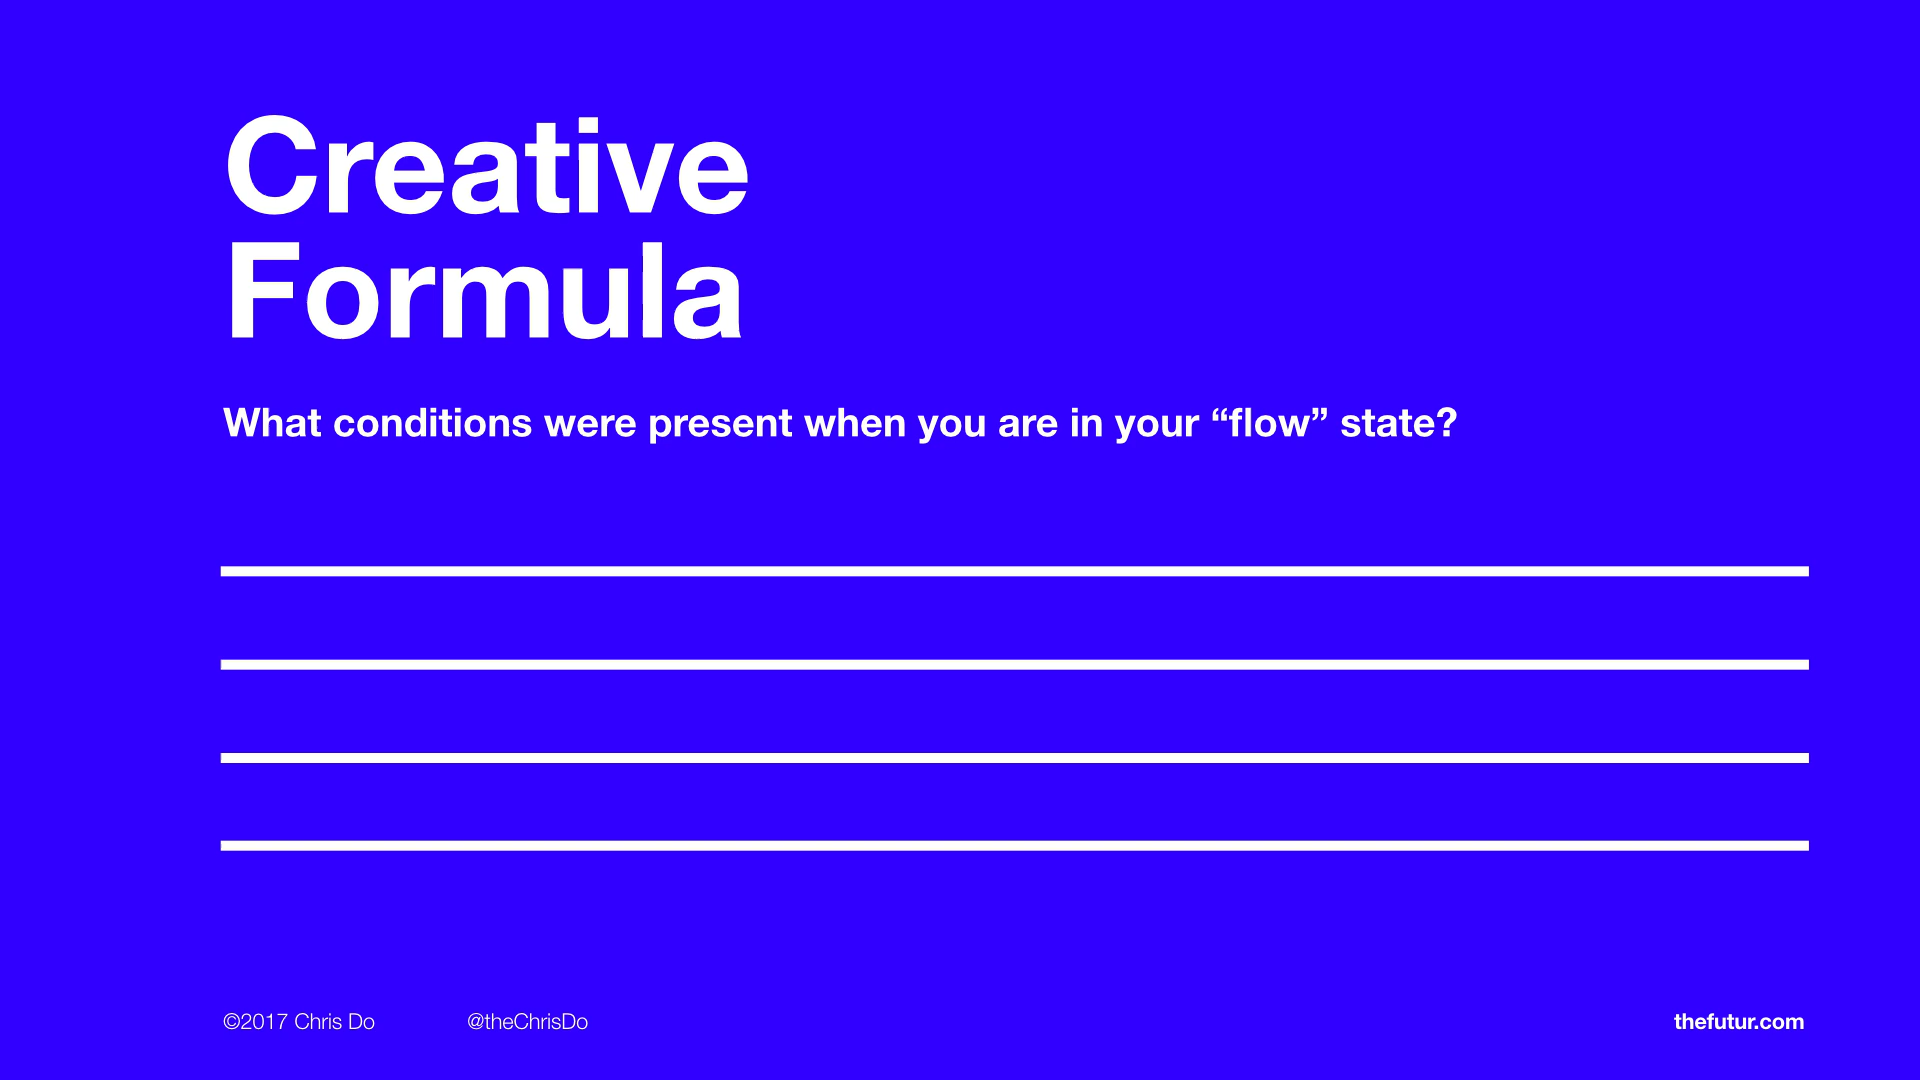 Creative
Formula
What conditions were present when you are in your “flow” state?
©2017 Chris Do
@theChrisDo
thefutur.com